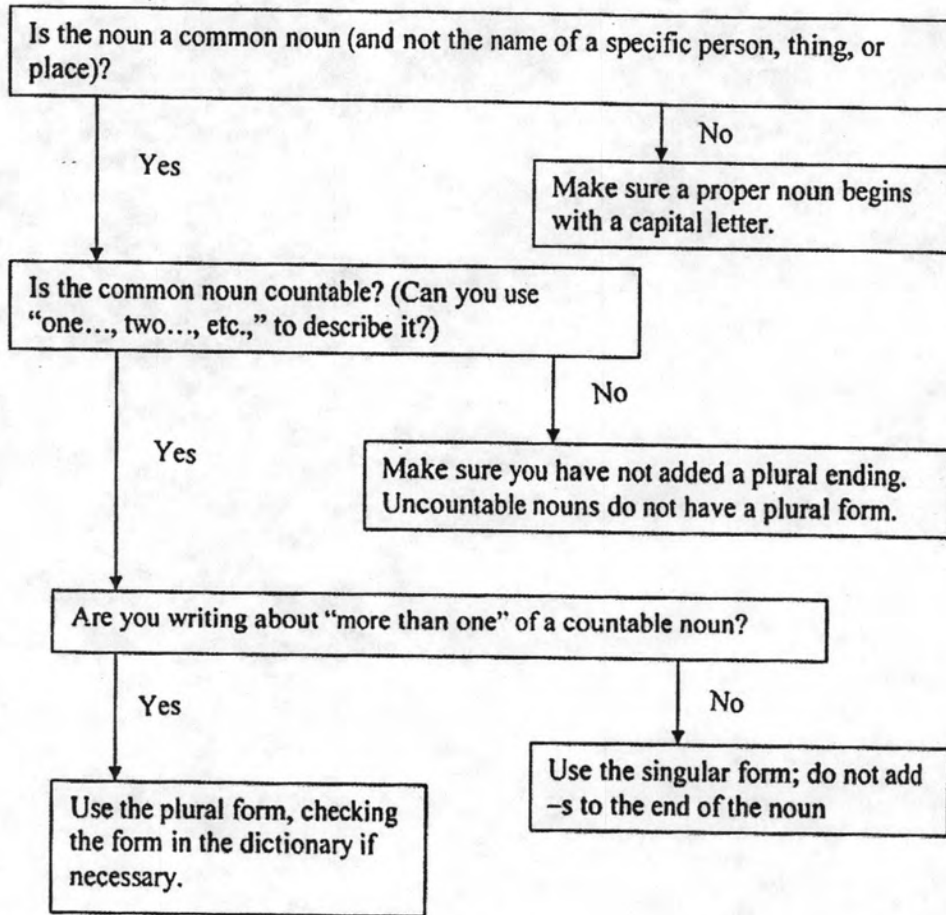 Is the noun a common noun (and not the name of a specific person, thing, or
place)?
No
Yes
Make sure a proper noun begins
with a capital letter.
Is the common noun countable? (Can you use
“one…, two…, etc.,” to describe it?)
No
Yes
Make sure you have not added a plural ending.
Uncountable nouns do not have a plural form.
Are you writing about “more than one” of a countable noun?
Yes
No
Use the singular form; do not add
–s to the end of the noun
Use the plural form, checking
the form in the dictionary if
necessary.